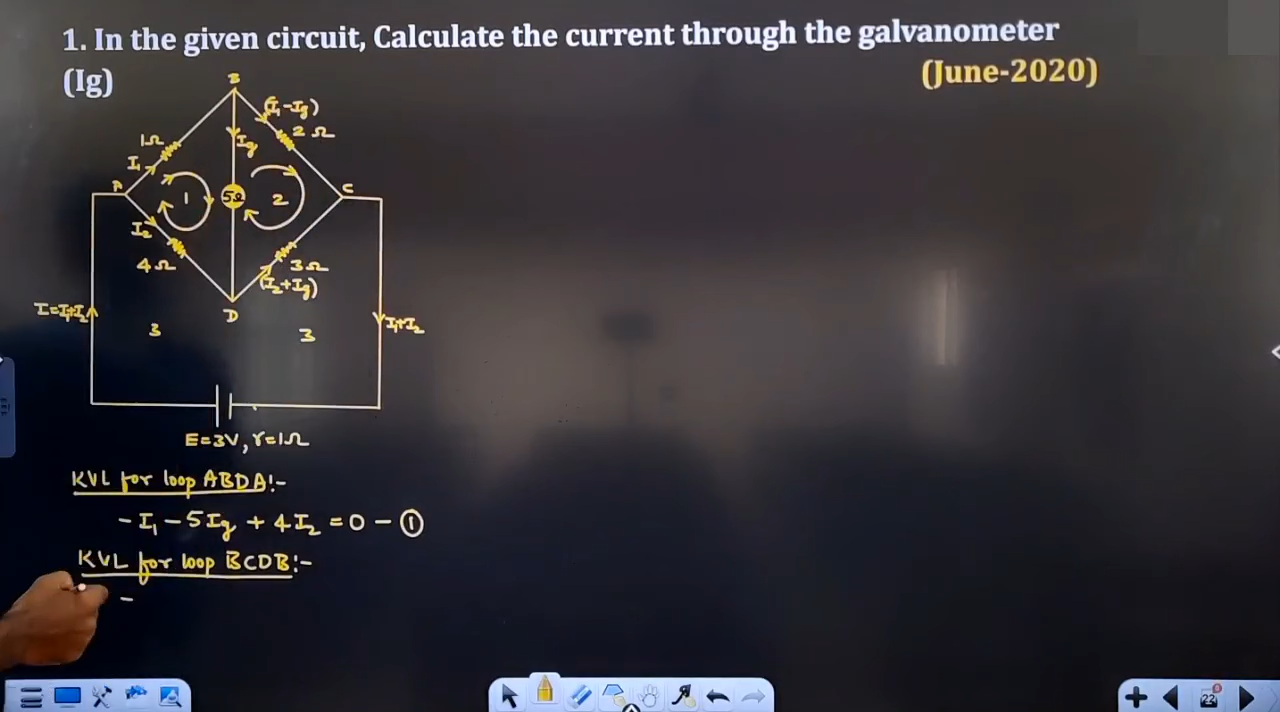 1. In the given circuit, Calculate the current through the galvanometer
(Ig)
(June-2020)
B
(I₁-Ig)
1Ω
2Ω
Ig
I₁
A
C
1
5Ω
2
I₂
4Ω
3Ω
(I₂+Ig)
D
I=I₁+I₂
I₁+I₂
3
3
E=3V, r=1Ω
KVL for loop ABDA:-
-I₁-5Ig+4I₂=0-①
KVL for loop BCDB:-
-
22